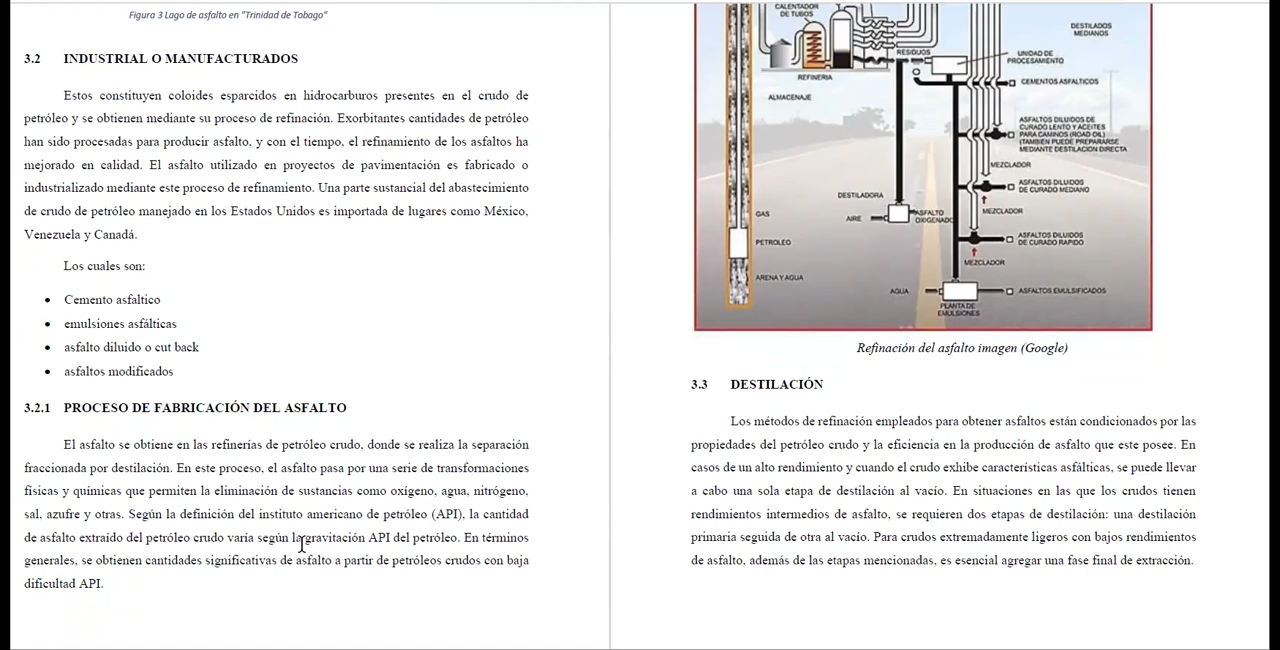 Figura 3 Lago de asfalto en "Trinidad de Tobago"
3.2 INDUSTRIAL O MANUFACTURADOS
Estos constituyen coloides esparcidos en hidrocarburos presentes en el crudo de
petróleo y se obtienen mediante su proceso de refinación. Exorbitantes cantidades de petróleo
han sido procesadas para producir asfalto, y con el tiempo, el refinamiento de los asfaltos ha
mejorado en calidad. El asfalto utilizado en proyectos de pavimentación es fabricado o
industrializado mediante este proceso de refinamiento. Una parte sustancial del abastecimiento
de crudo de petróleo manejado en los Estados Unidos es importada de lugares como México,
Venezuela y Canadá.
Los cuales son:
• Cemento asfaltico
• emulsiones asfálticas
• asfalto diluido o cut back
• asfaltos modificados
3.2.1 PROCESO DE FABRICACIÓN DEL ASFALTO
El asfalto se obtiene en las refinerías de petróleo crudo, donde se realiza la separación
fraccionada por destilación. En este proceso, el asfalto pasa por una serie de transformaciones
físicas y químicas que permiten la eliminación de sustancias como oxígeno, agua, nitrógeno,
sal, azufre y otras. Según la definición del instituto americano de petróleo (API), la cantidad
de asfalto extraído del petróleo crudo varía según la gravitación API del petróleo. En términos
generales, se obtienen cantidades significativas de asfalto a partir de petróleos crudos con baja
dificultad API.
CALENTADOR
DE TUBOS
DESTILADOS
MEDIANOS
RESIDUOS
UNIDAD DE
PROCESAMIENTO
REFINERIA
CEMENTOS ASFALTICOS
ALMACENAJE
ASFALTOS DILUIDOS DE
CURADO LENTO Y ACEITES
PARA CAMINOS (ROAD OIL)
(TAMBIEN PUEDE PREPARARSE
MEDIANTE DESTILACION DIRECTA
MEZCLADOR
ASFALTOS DILUIDOS
DE CURADO MEDIANO
DESTILADORA
GAS
AIRE
ASFALTO
OXIGENADO
MEZCLADOR
PETROLEO
ASFALTOS DILUIDOS
DE CURADO RAPIDO
MEZCLADOR
ARENA Y AGUA
AGUA
ASFALTOS EMULSIFICADOS
PLANTA DE
EMULSIONES
Refinación del asfalto imagen (Google)
3.3 DESTILACIÓN
Los métodos de refinación empleados para obtener asfaltos están condicionados por las
propiedades del petróleo crudo y la eficiencia en la producción de asfalto que este posee. En
casos de un alto rendimiento y cuando el crudo exhibe características asfálticas, se puede llevar
a cabo una sola etapa de destilación al vacío. En situaciones en las que los crudos tienen
rendimientos intermedios de asfalto, se requieren dos etapas de destilación: una destilación
primaria seguida de otra al vacío. Para crudos extremadamente ligeros con bajos rendimientos
de asfalto, además de las etapas mencionadas, es esencial agregar una fase final de extracción.